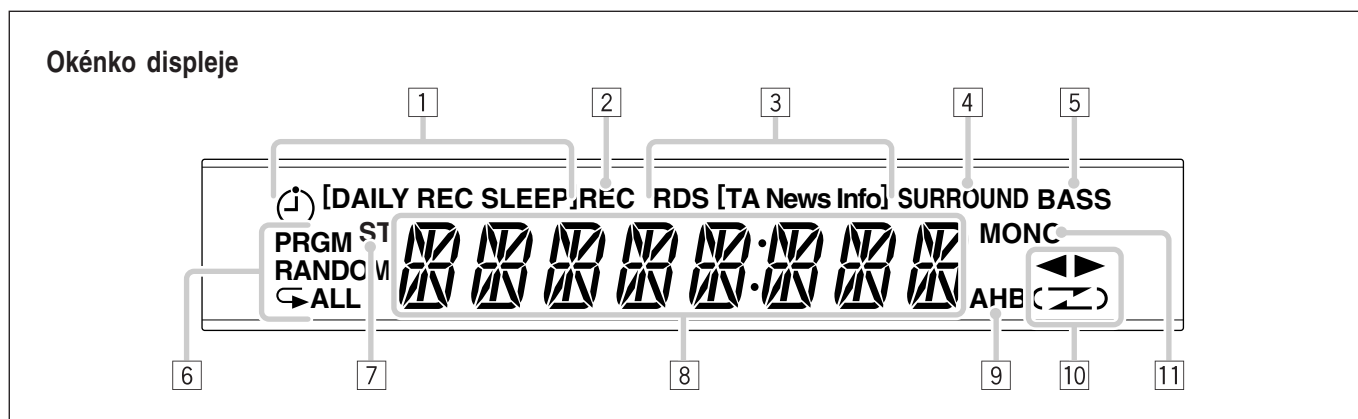 Okénko displeje
1 2 3 4 5
[DAILY REC SLEEP] REC RDS [TA News Info] SURROUND BASS
PRGM ST MONO
RANDOM
ALL AHB
6 7 8 9 10 11